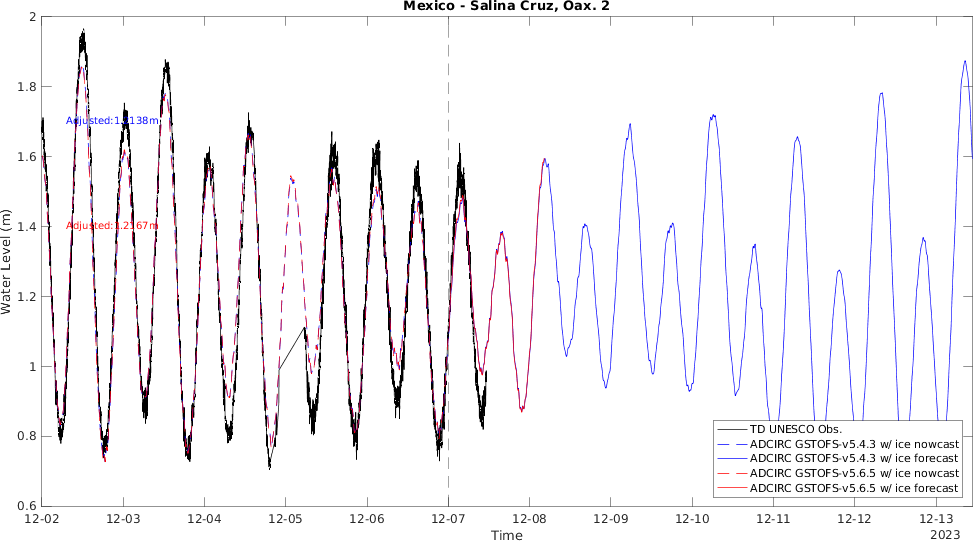 Mexico - Salina Cruz, Oax. 2
Water Level (m)
2
1.8
1.6
1.4
1.2
1
0.8
0.6
Adjusted:
Adjusted:1.2167m
TD UNESCO Obs.
ADCIRC GSTOFS-v5.4.3 w/ ice nowcast
ADCIRC GSTOFS-v5.4.3 w/ ice forecast
ADCIRC GSTOFS-v5.6.5 w/ ice nowcast
ADCIRC GSTOFS-v5.6.5 w/ ice forecast
12-02 12-03 12-04 12-05 12-06 12-07 12-08 12-09 12-10 12-11 12-12 12-13
Time
2023